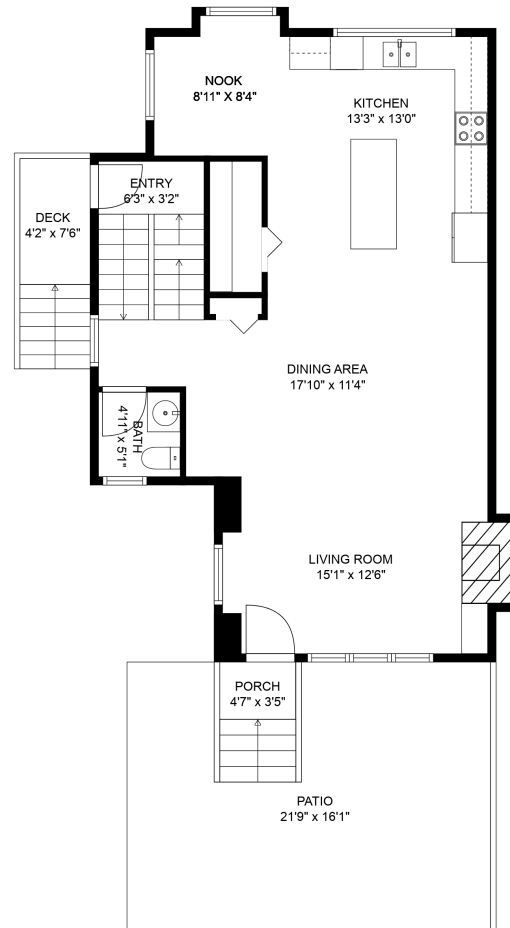 NOOK
8'11" X 8'4"
KITCHEN
13'3" x 13'0"
ENTRY
6'3" x 3'2"
DECK
4'2" x 7'6"
DINING AREA
17'10" x 11'4"
BATH
4'11" x 5'1"
LIVING ROOM
15'1" x 12'6"
PORCH
4'7" x 3'5"
PATIO
21'9" x 16'1"